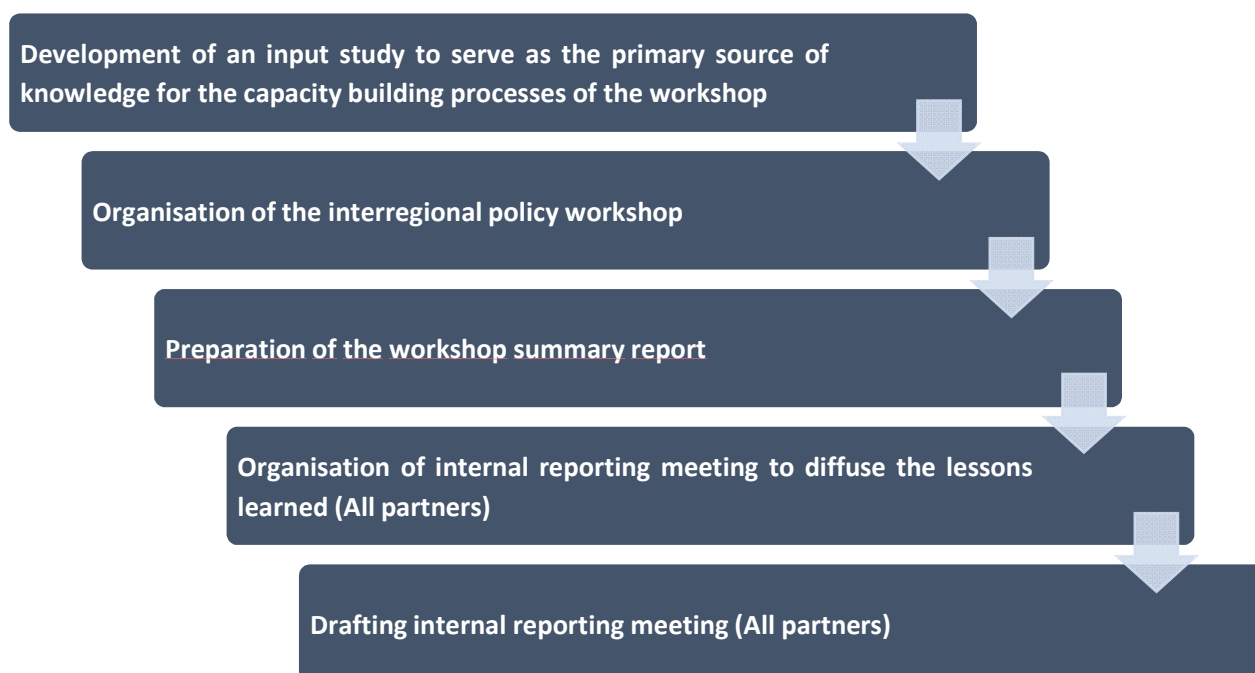 Development of an input study to serve as the primary source of
knowledge for the capacity building processes of the workshop
Organisation of the interregional policy workshop
Preparation of the workshop summary report
Organisation of internal reporting meeting to diffuse the lessons
learned (All partners)
Drafting internal reporting meeting (All partners)